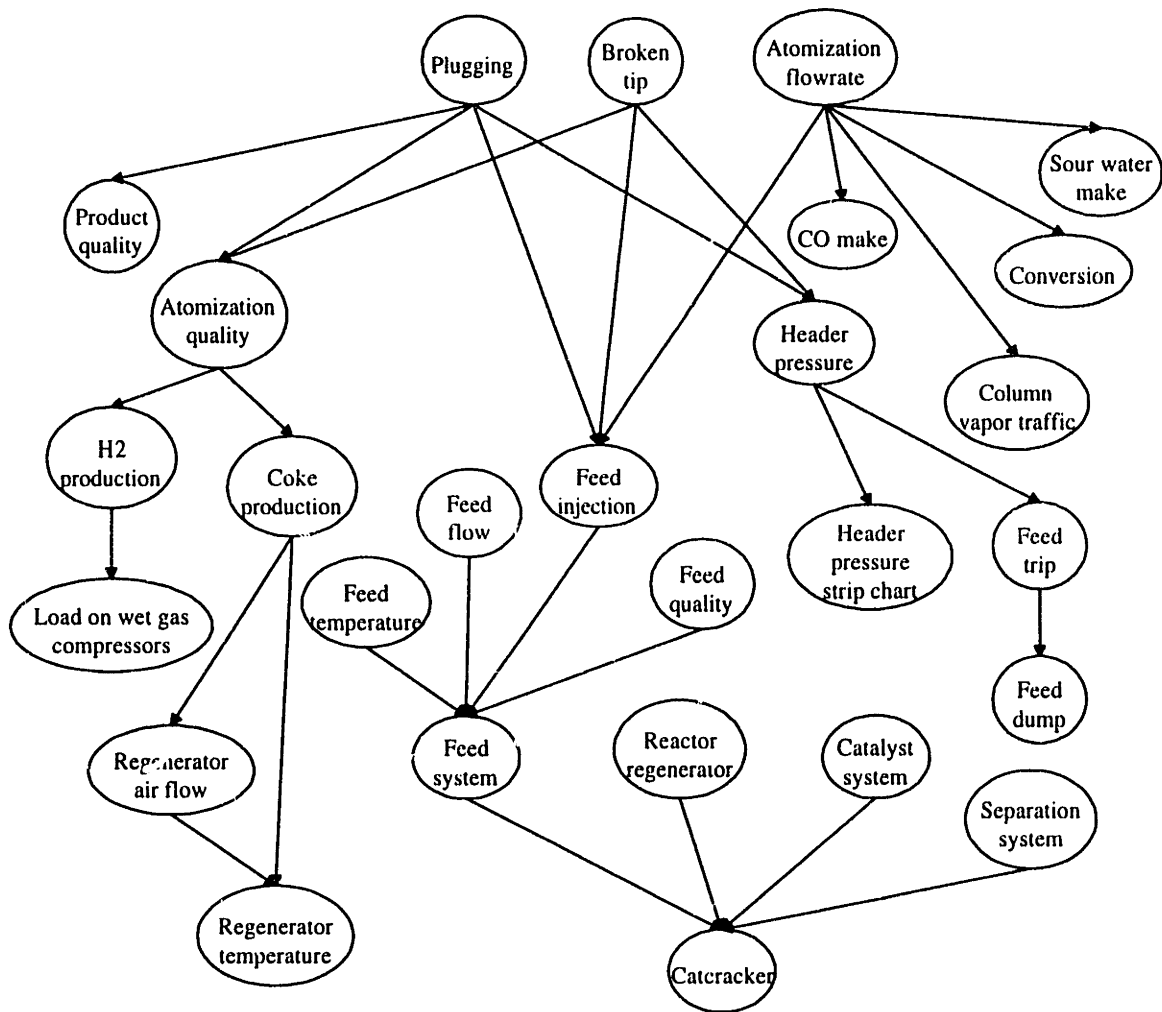 Plugging
Broken
tip
Atomization
flowrate
Sour water
make
Product
quality
CO make
Conversion
Atomization
quality
Header
pressure
Column
vapor traffic
H2
production
Coke
production
Feed
flow
Feed
injection
Header
pressure
strip chart
Feed
trip
Feed
temperature
Feed
quality
Load on wet gas
compressors
Feed
dump
Regenerator
air flow
Feed
system
Reactor
regenerator
Catalyst
system
Separation
system
Regenerator
temperature
Catcracker